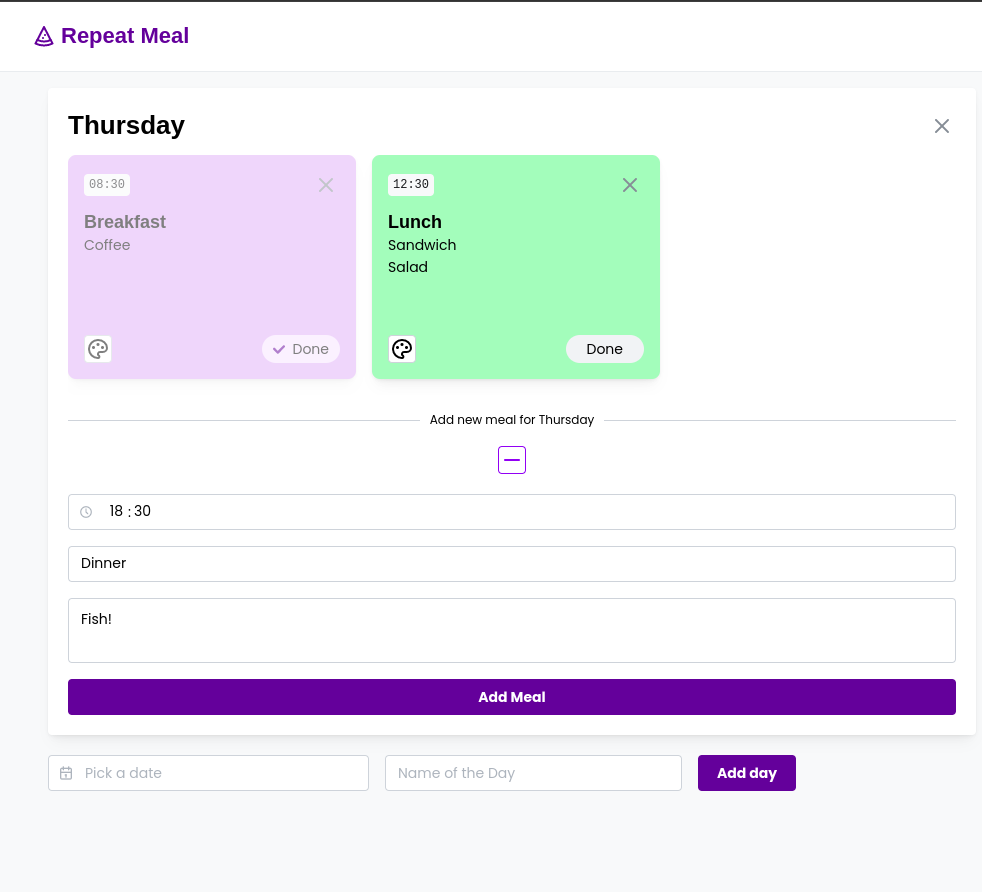 Repeat Meal
Thursday
08:30
Breakfast
Coffee
Done
12:30
Lunch
Sandwich
Salad
Done
Add new meal for Thursday
18 : 30
Dinner
Fish!
Add Meal
Pick a date
Name of the Day
Add day